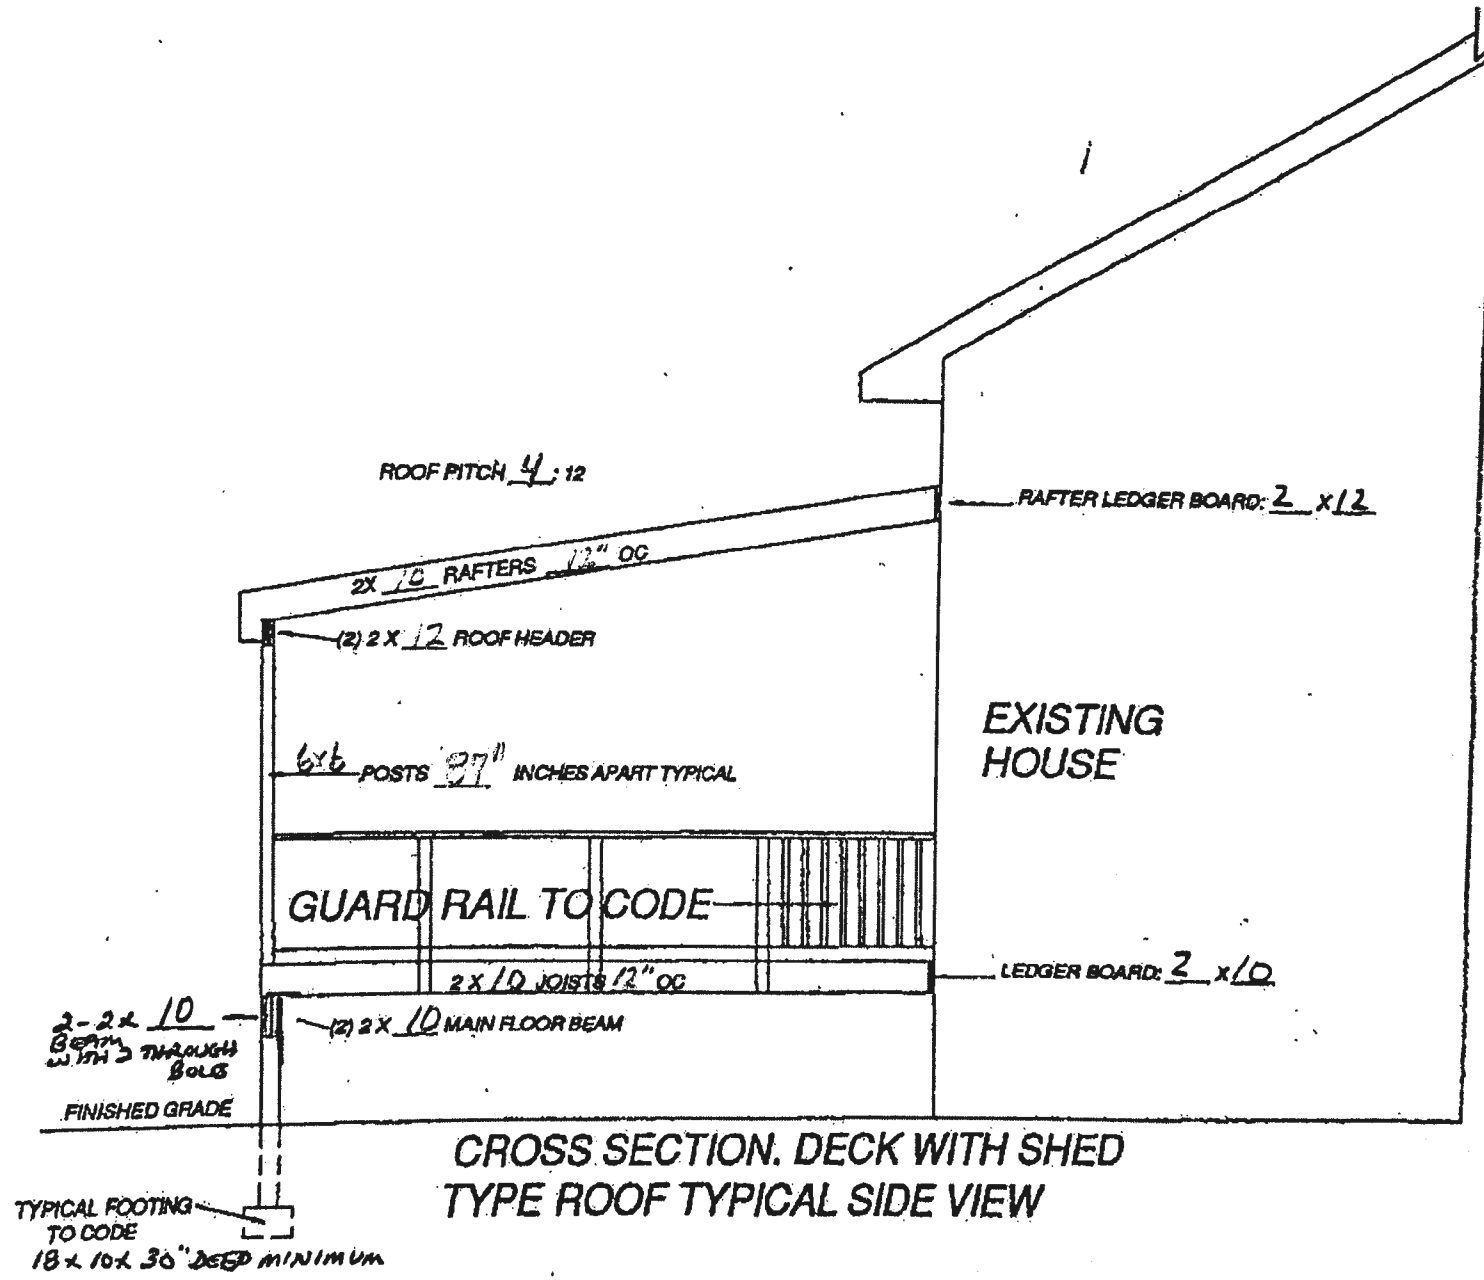 ROOF PITCH 4 : 12
RAFTER LEDGER BOARD: 2 X 12
2X 10 RAFTERS 12" OC
(2) 2 X 12 ROOF HEADER
EXISTING
HOUSE
6x6 POSTS 87" INCHES APART TYPICAL
GUARD RAIL TO CODE
2 X 10 JOISTS 12" OC
LEDGER BOARD: 2 X 10
2-2x 10
BEAM
WITH 2 THROUGH
BOLTS
(2) 2 X 10 MAIN FLOOR BEAM
FINISHED GRADE
CROSS SECTION. DECK WITH SHED
TYPE ROOF TYPICAL SIDE VIEW
TYPICAL FOOTING
TO CODE
18 x 10 x 30" DEEP MINIMUM